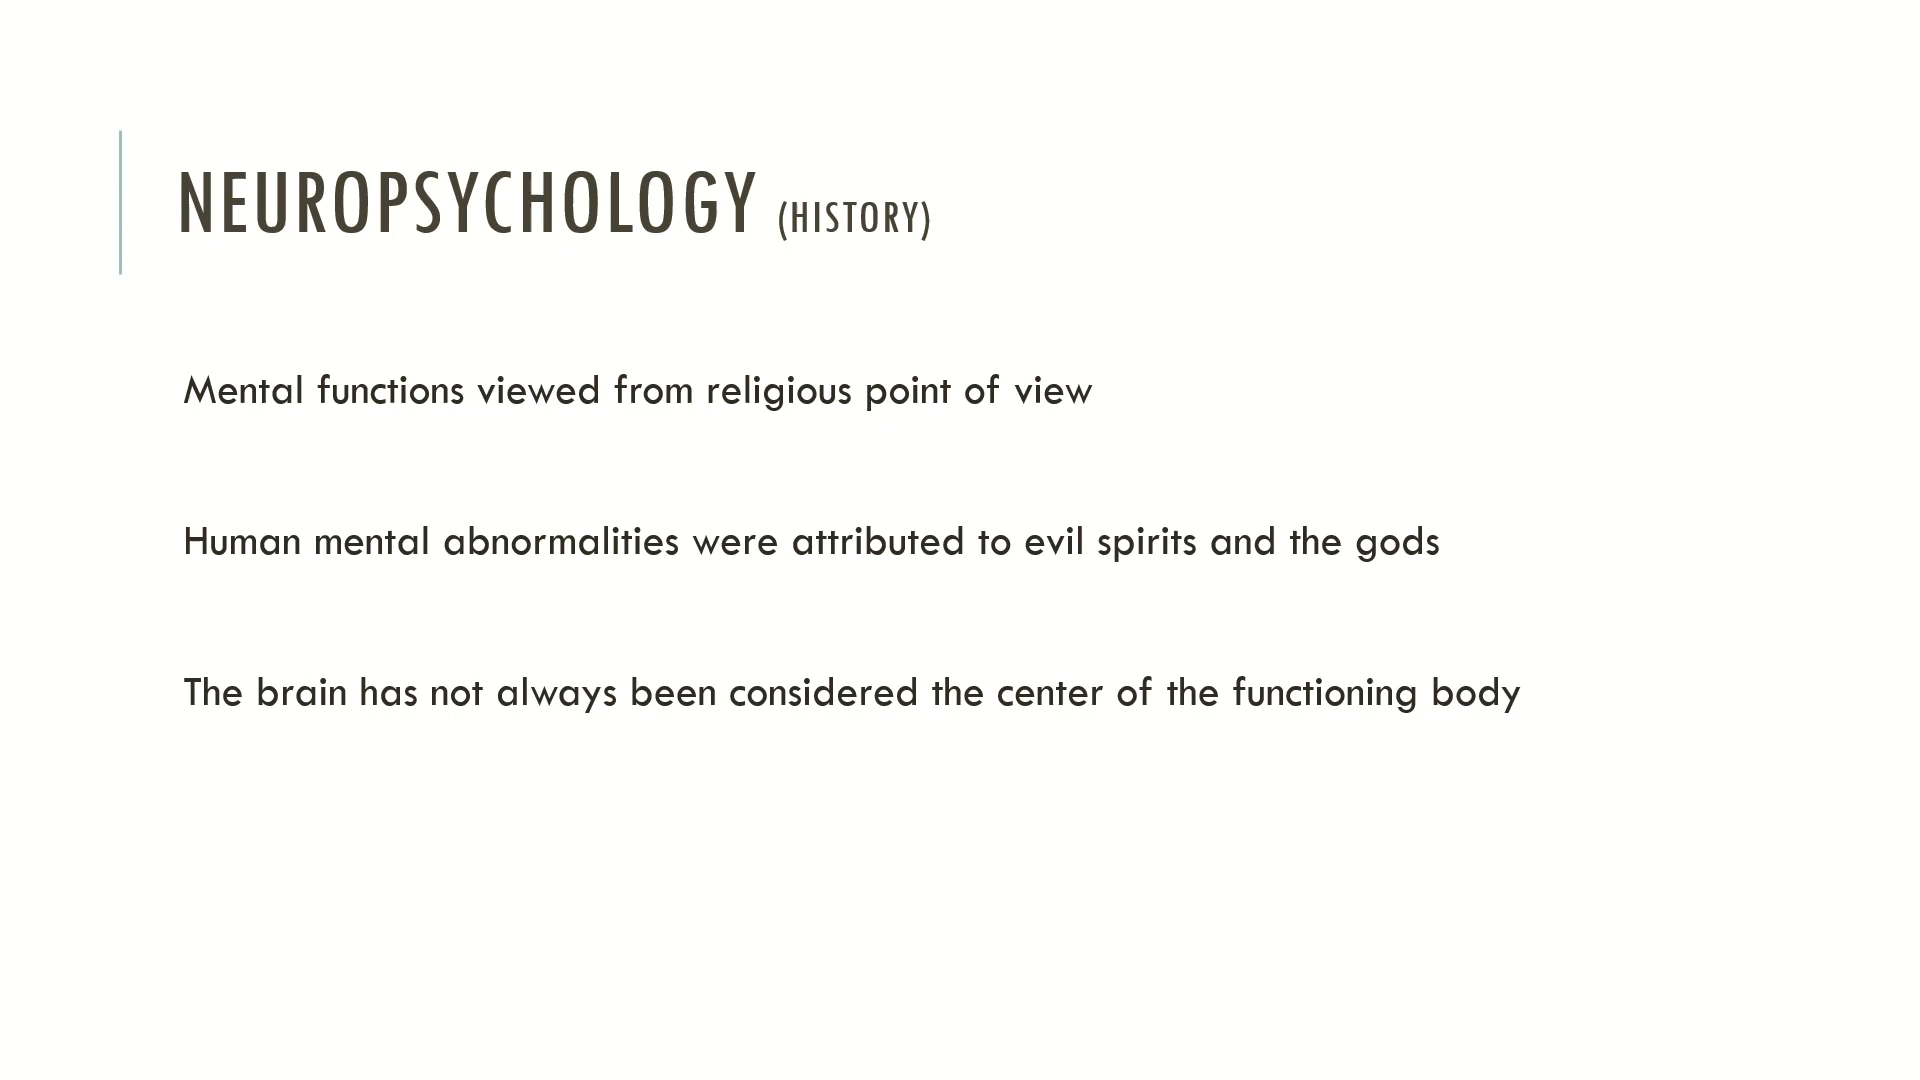 NEUROPSYCHOLOGY (HISTORY)
Mental functions viewed from religious point of view
Human mental abnormalities were attributed to evil spirits and the gods
The brain has not always been considered the center of the functioning body